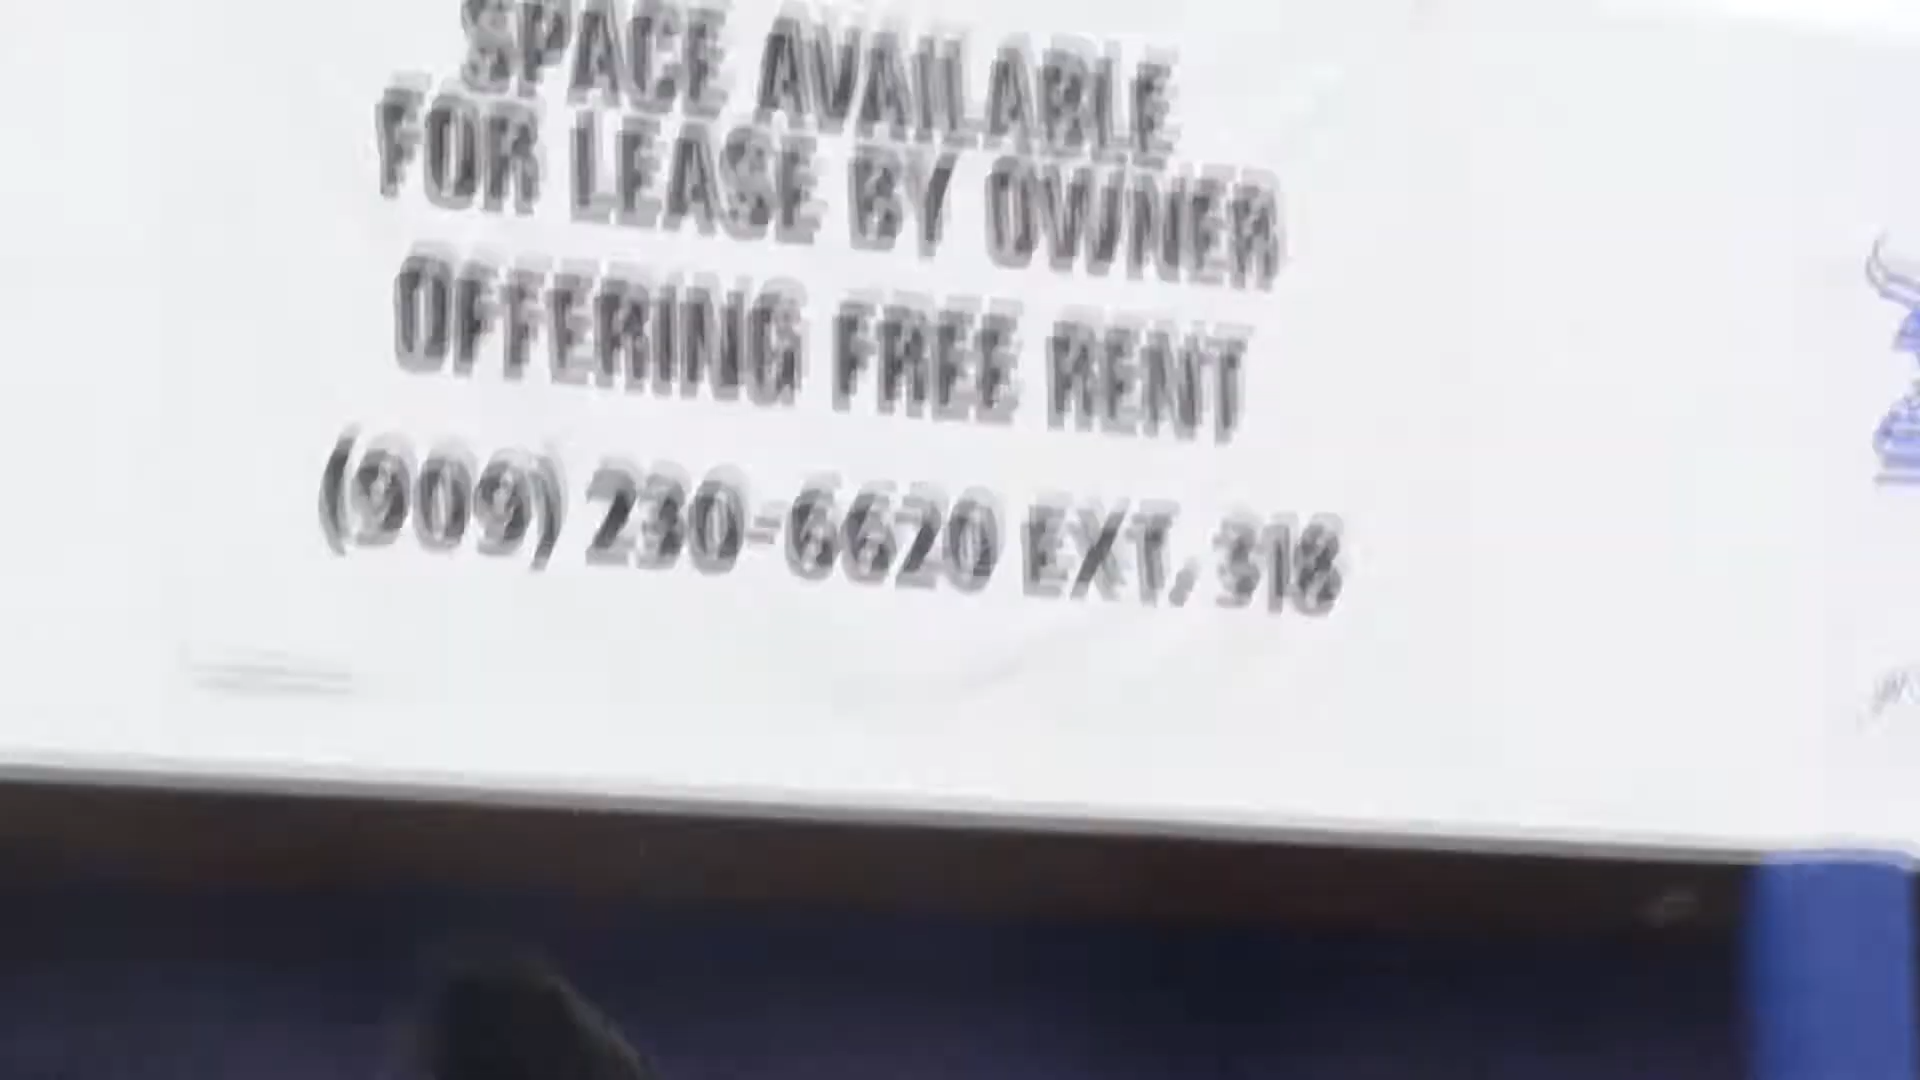 SPACE AVAILABLE
FOR LEASE BY OWNER
OFFERING FREE RENT
(909) 230-6620 EXT. 318